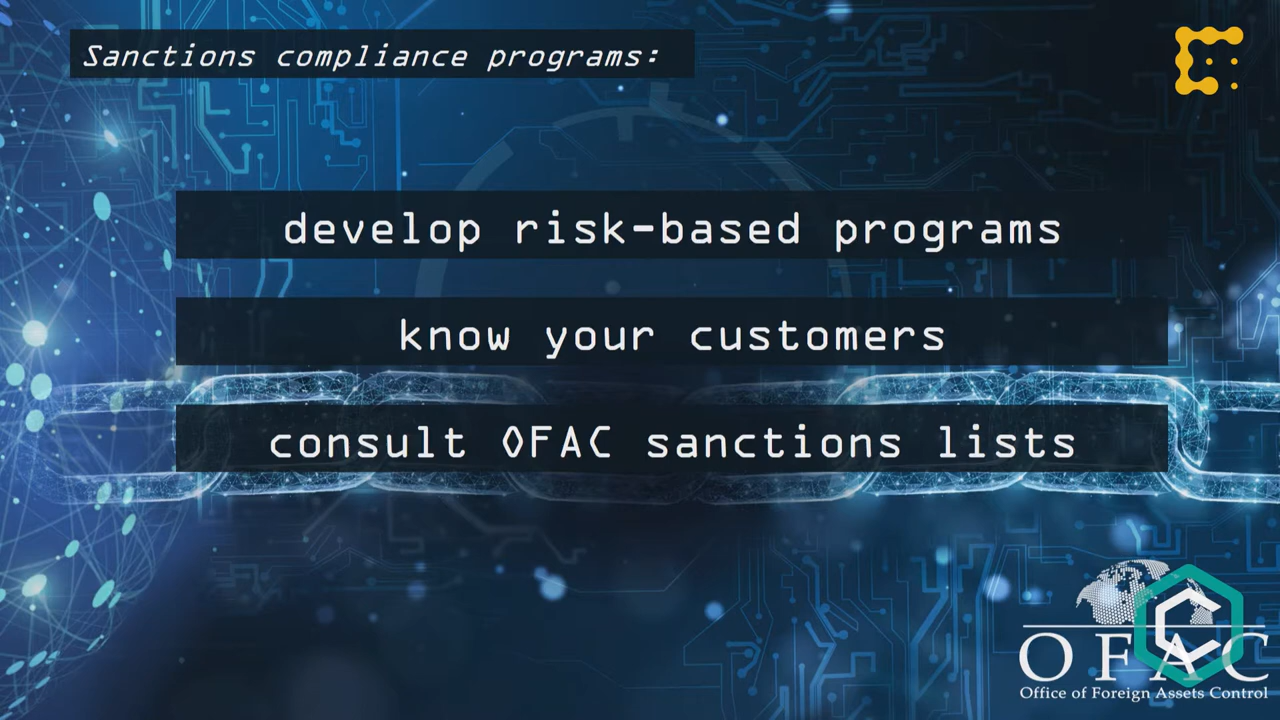 Sanctions compliance programs:
develop risk-based programs
know your customers
consult OFAC sanctions lists
OFAC
Office of Foreign Assets Control